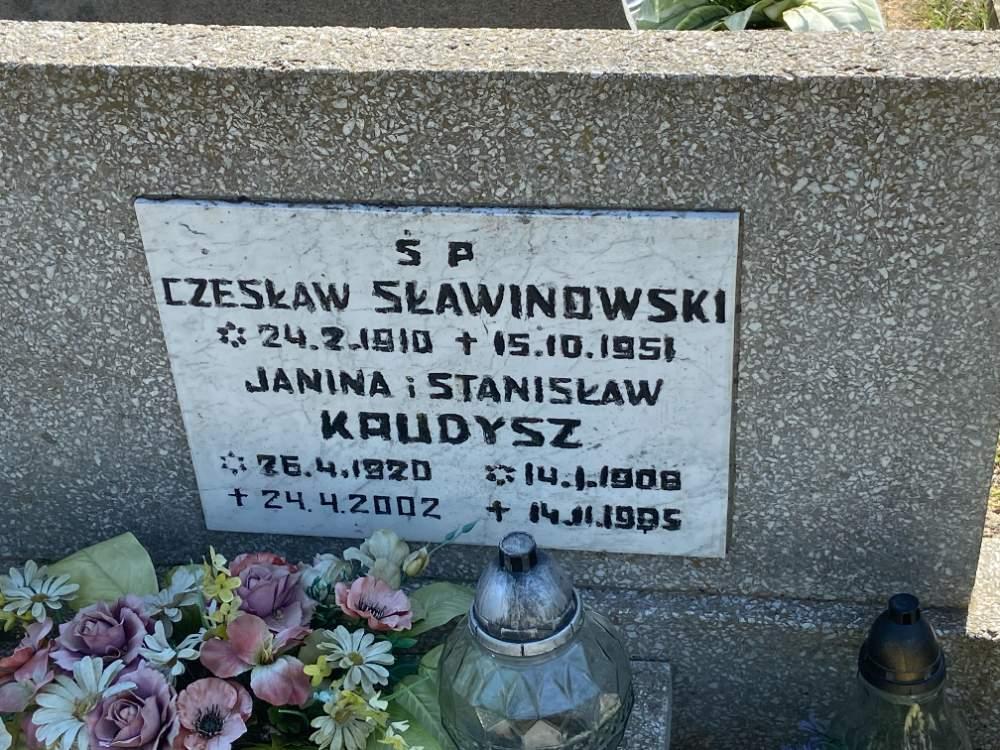 Ś P
CZESŁAW SŁAWINOWSKI
✡ 24.2.1910 ✝ 15.10.1951
JANINA i STANISŁAW
KAUDYSZ
✡ 26.4.1920 ✡ 14.1.1908
✝ 24.4.2002 ✝ 14.11.1995